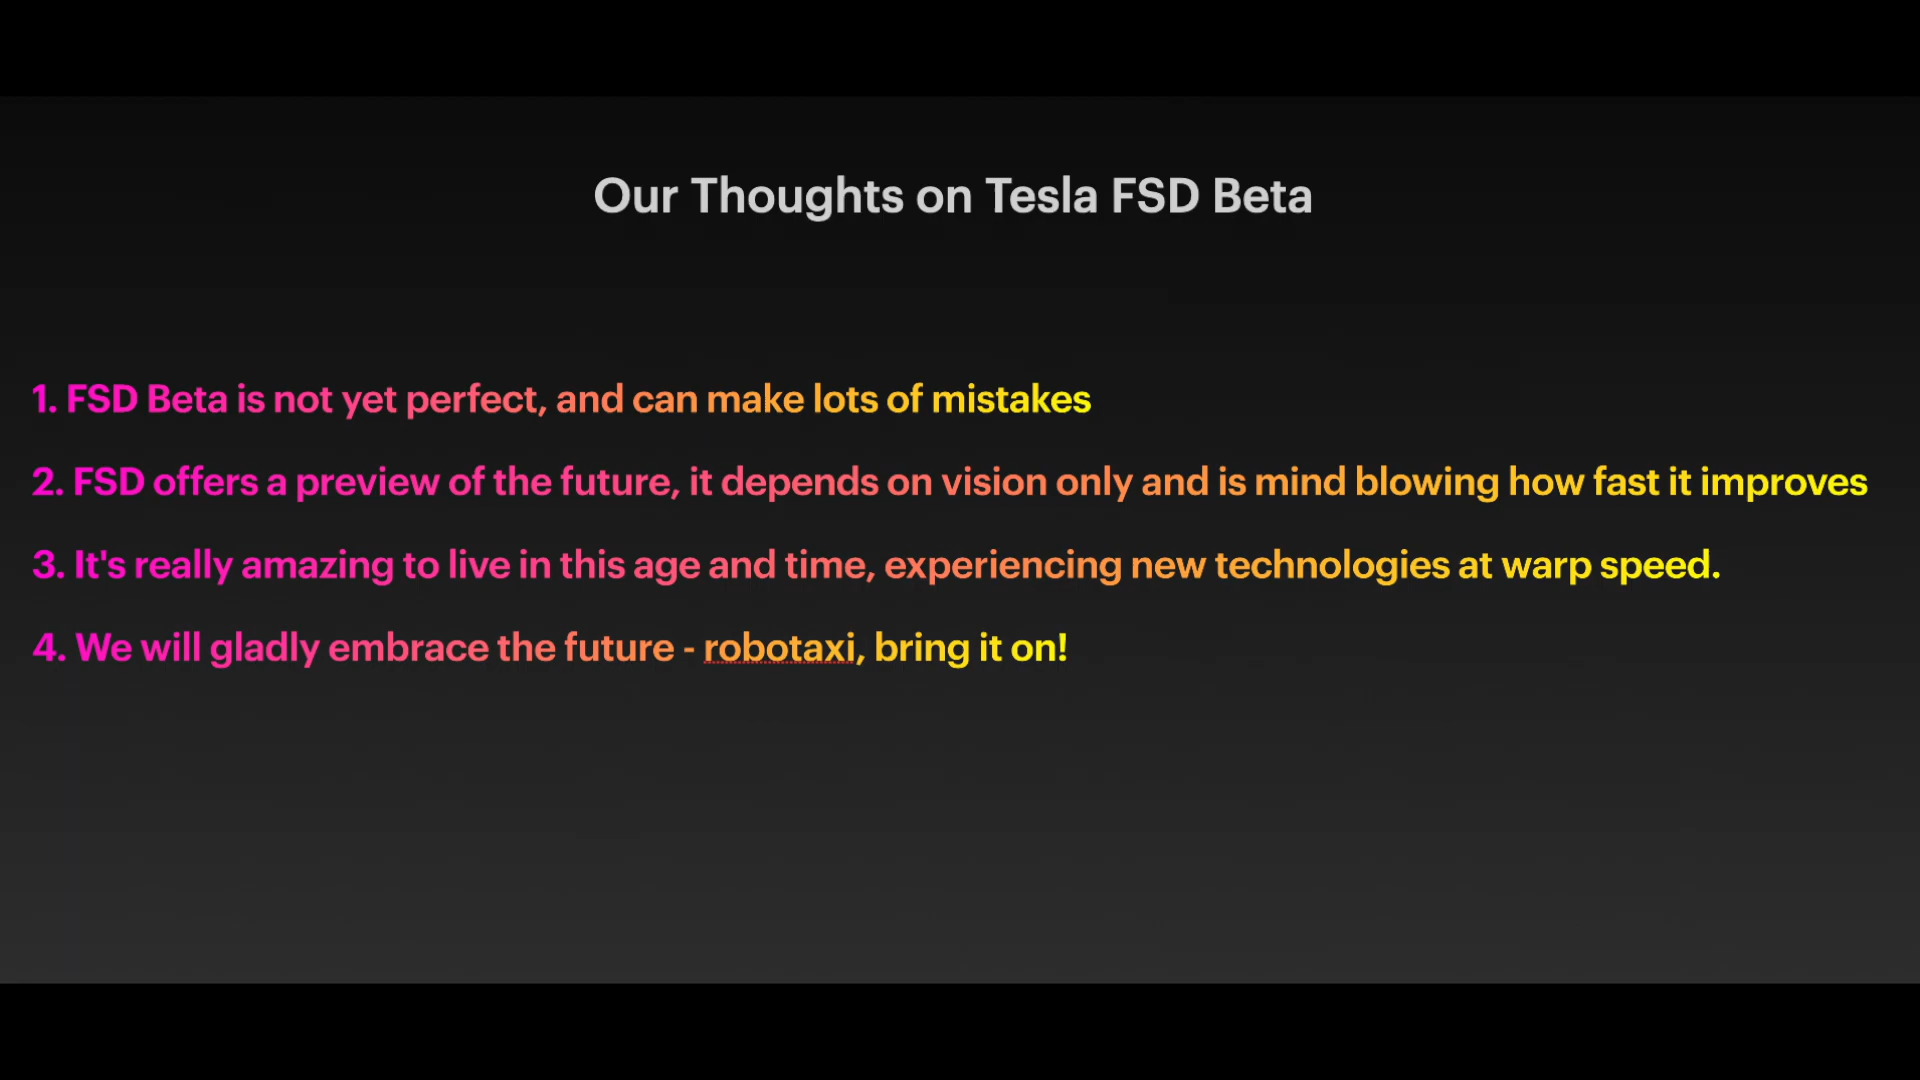 Our Thoughts on Tesla FSD Beta
1. FSD Beta is not yet perfect, and can make lots of mistakes
2. FSD offers a preview of the future, it depends on vision only and is mind blowing how fast it improves
3. It's really amazing to live in this age and time, experiencing new technologies at warp speed.
4. We will gladly embrace the future - robotaxi, bring it on!